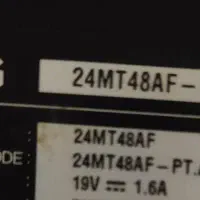 G 24MT48AF-
24MT48AF
ODE : 24MT48AF-PT.A
19V ⎓ 1.6A